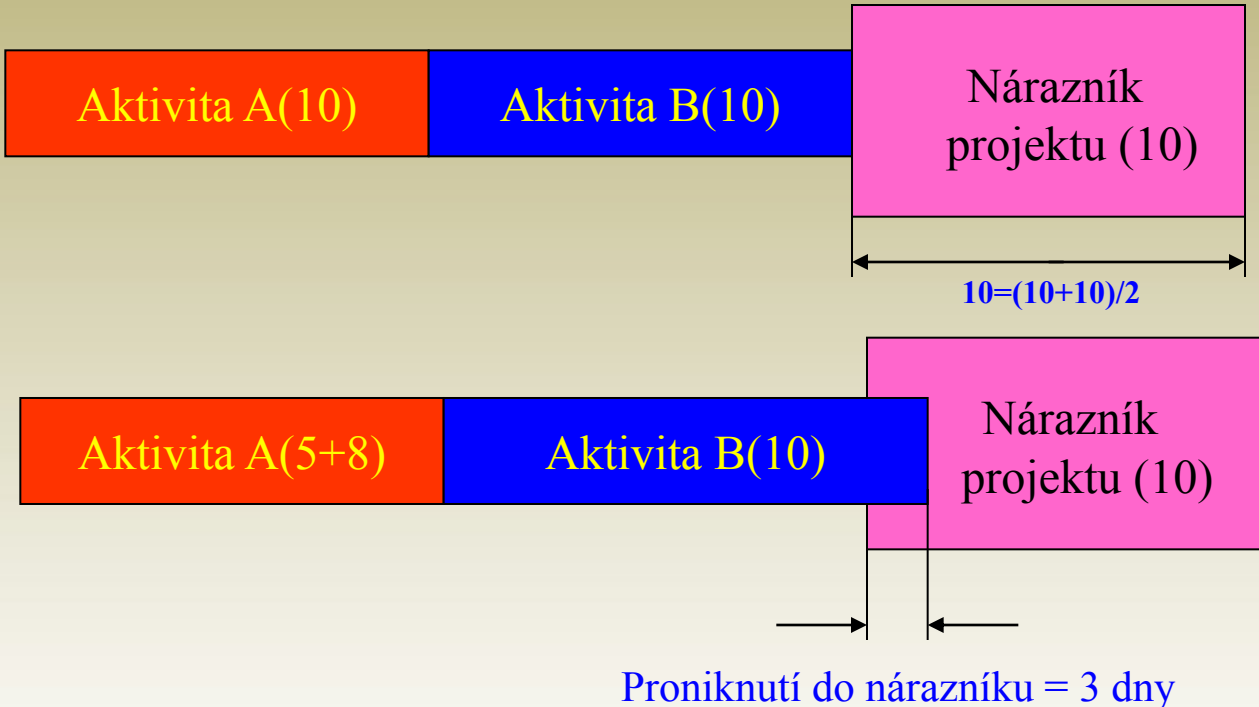 Aktivita A(10)
Aktivita B(10)
Nárazník
projektu (10)
10=(10+10)/2
Aktivita A(5+8)
Aktivita B(10)
Nárazník
projektu (10)
Proniknutí do nárazníku = 3 dny